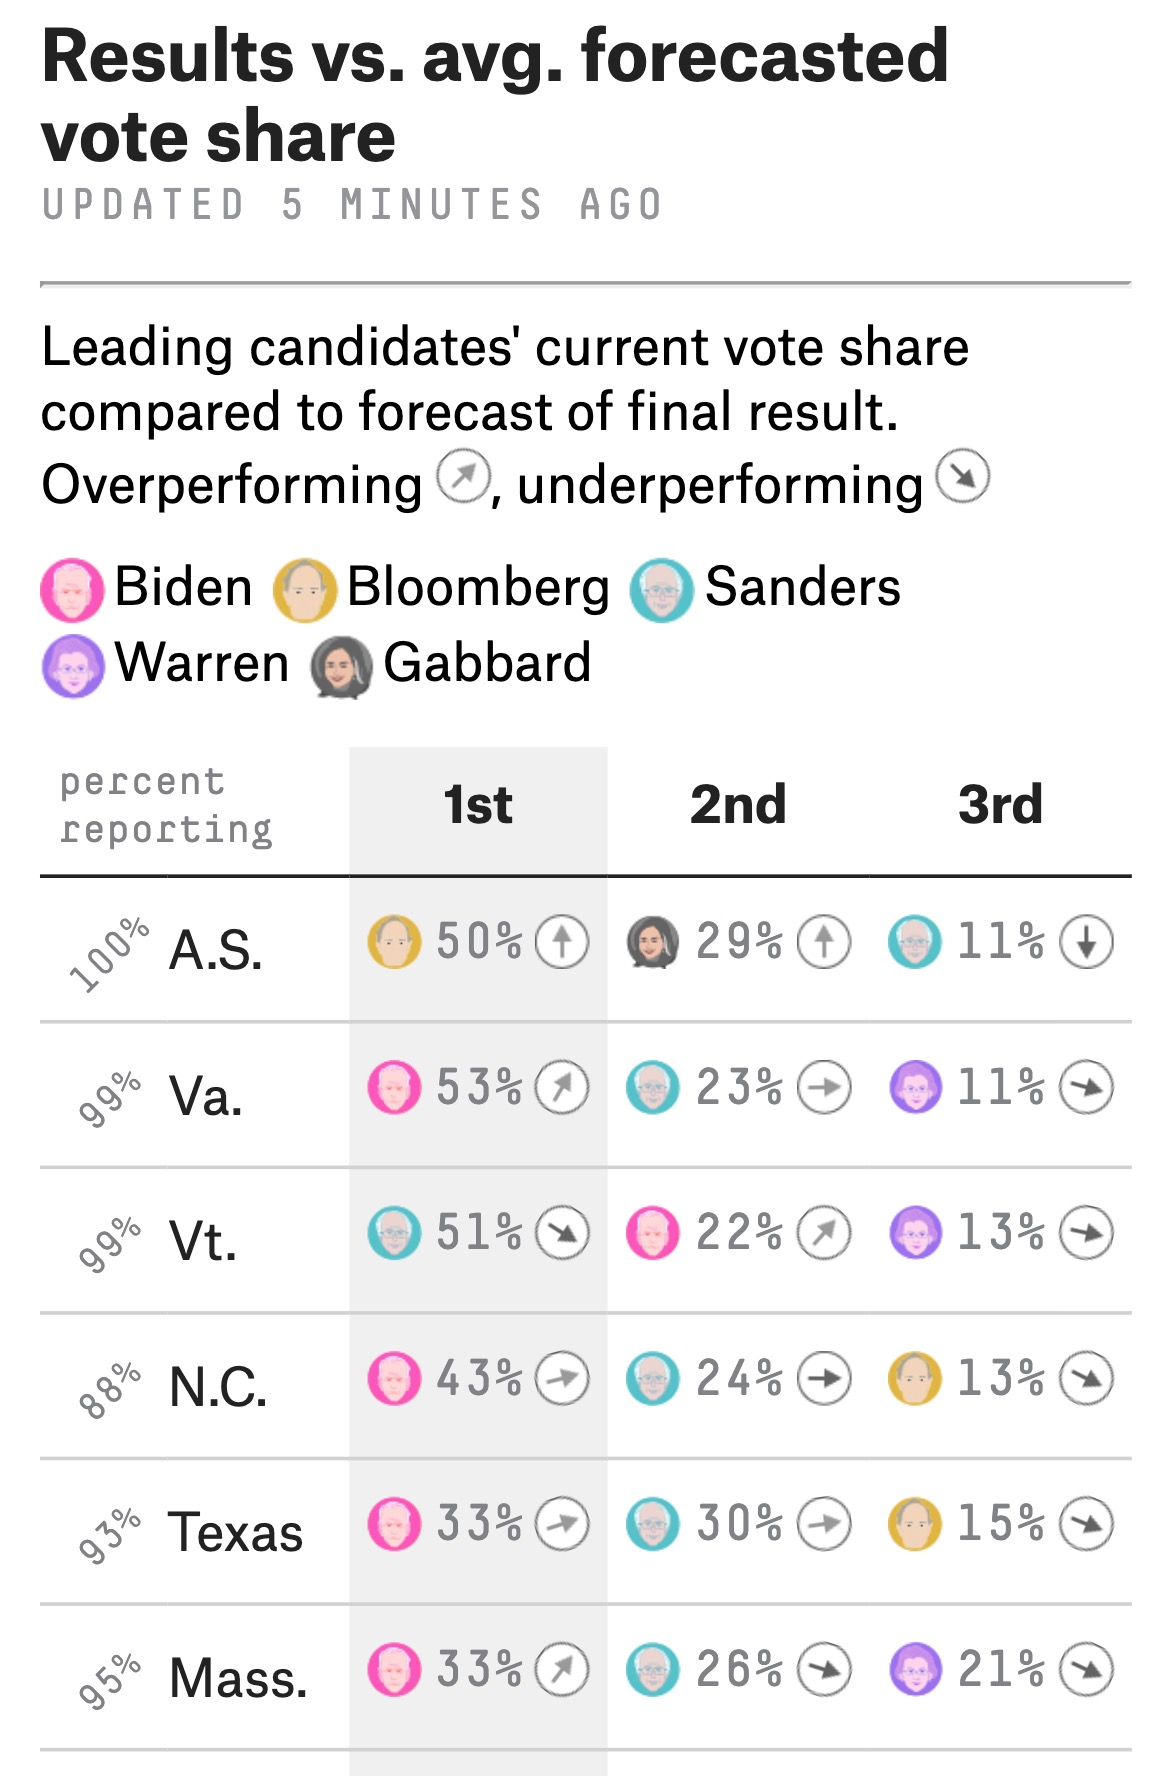 Results vs. avg. forecasted
vote share
UPDATED 5 MINUTES AGO
Leading candidates' current vote share
compared to forecast of final result.
Overperforming , underperforming
Biden Bloomberg Sanders
Warren Gabbard
percent
reporting
1st 2nd 3rd
100% A.S. 50% 29% 11%
99% Va. 53% 23% 11%
99% Vt. 51% 22% 13%
88% N.C. 43% 24% 13%
93% Texas 33% 30% 15%
95% Mass. 33% 26% 21%